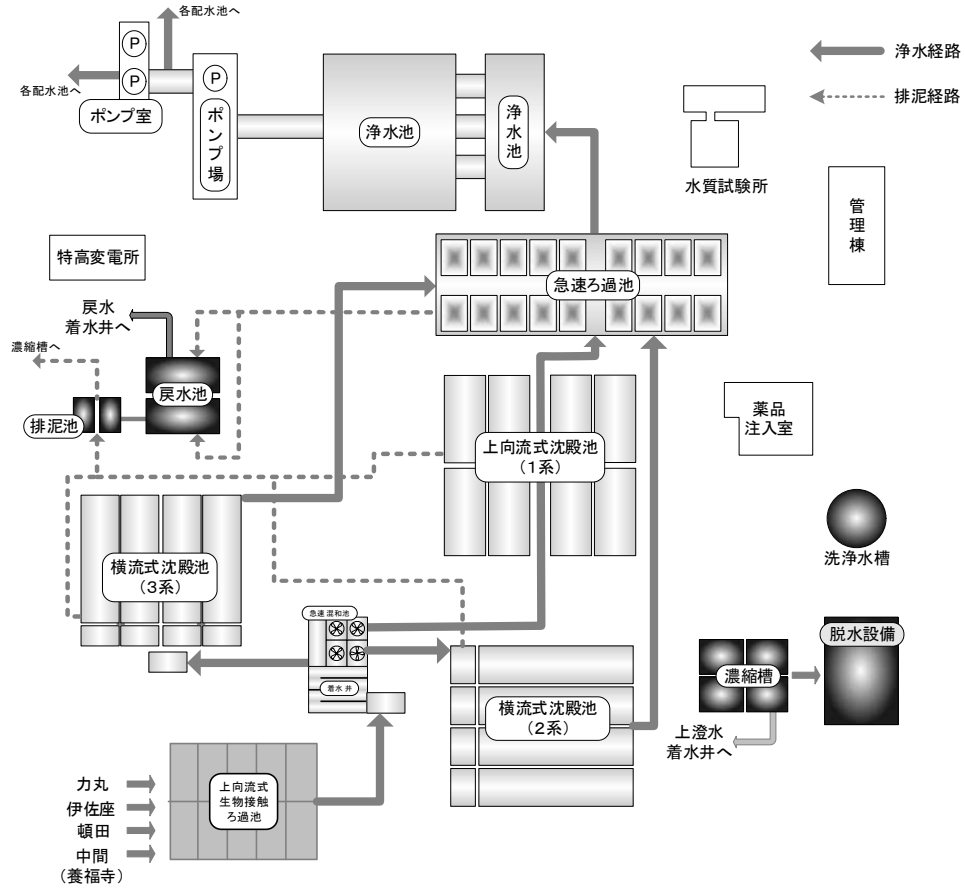 各配水池へ
浄水経路
排泥経路
P
P
P
各配水池へ
ポンプ室
ポンプ場
浄水池
浄水池
水質試験所
管理棟
特高変電所
急速ろ過池
戻水
着水井へ
濃縮槽へ
戻水池
排泥池
薬品
注入室
上向流式沈殿池
(1系)
洗浄水槽
横流式沈殿池
(3系)
急速混和池
着水井
脱水設備
濃縮槽
横流式沈殿池
(2系)
上澄水
着水井へ
上向流式
生物接触
ろ過池
力丸
伊佐座
頓田
中間
(養福寺)